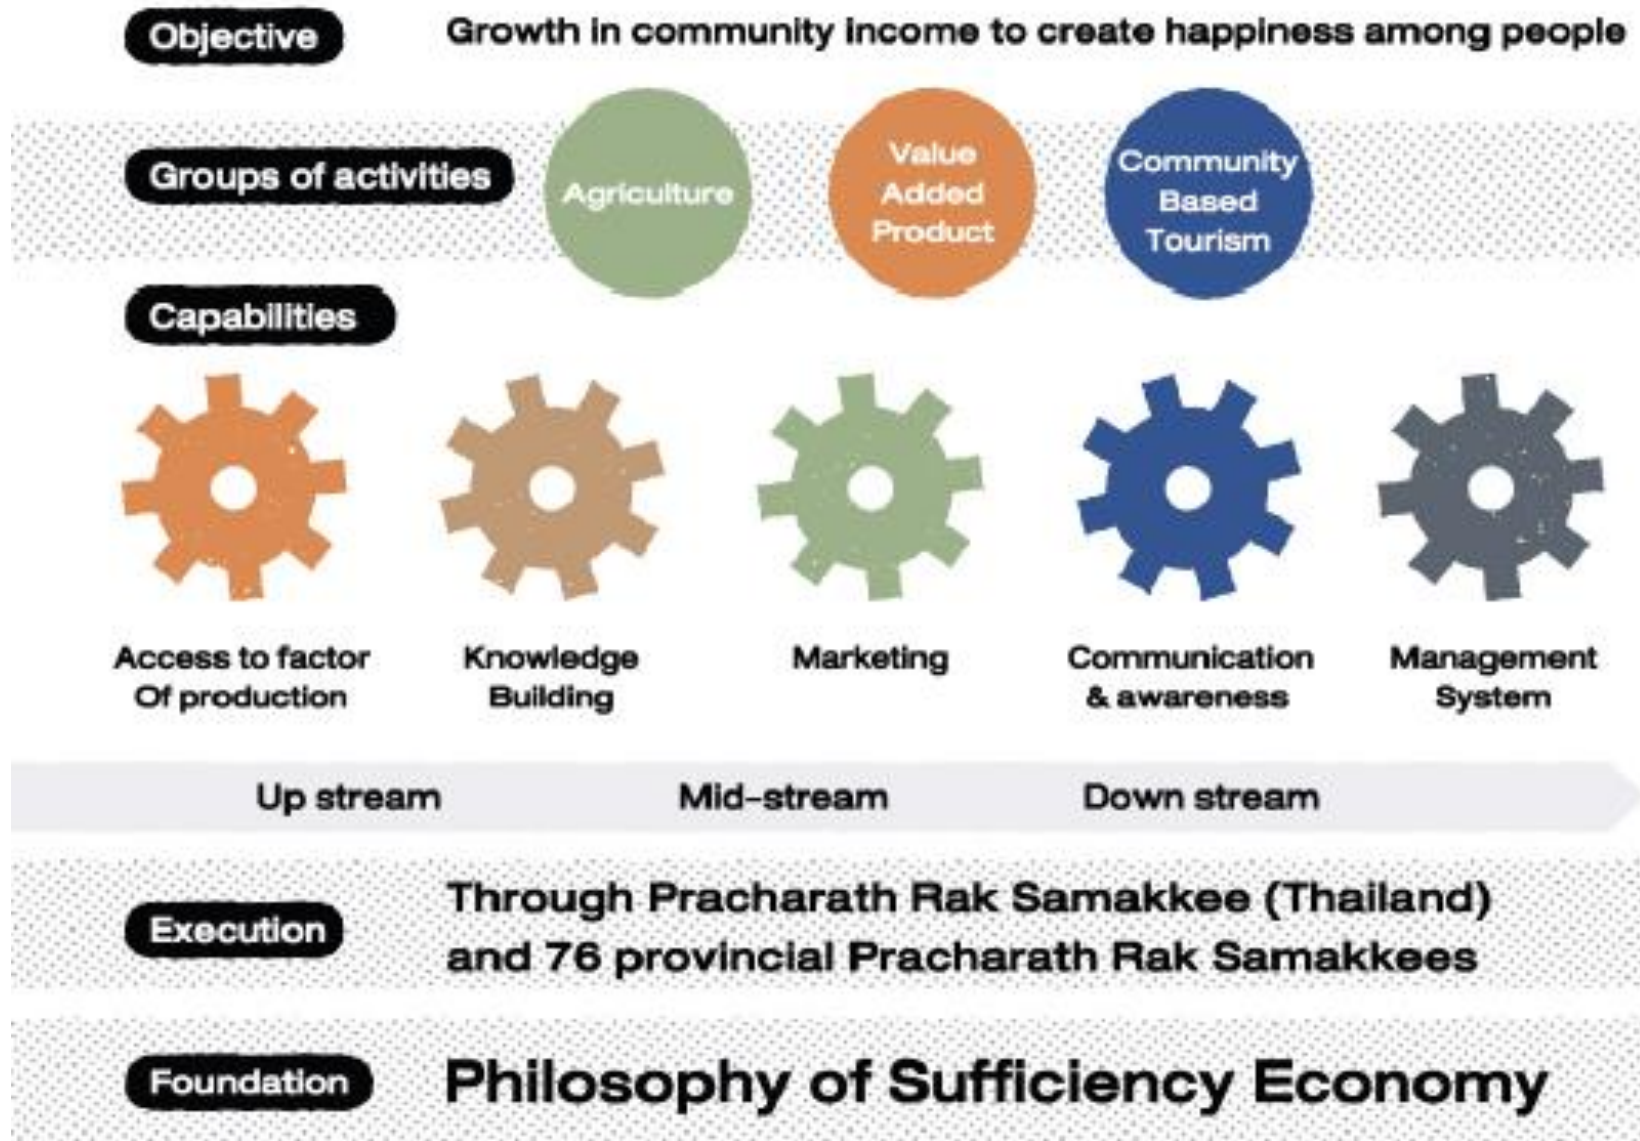 Objective
Growth in community income to create happiness among people
Groups of activities
Agriculture
Value
Added
Product
Community
Based
Tourism
Capabilities
Access to factor
Of production
Knowledge
Building
Marketing
Communication
& awareness
Management
System
Up stream
Mid-stream
Down stream
Execution
Through Pracharath Rak Samakkee (Thailand)
and 76 provincial Pracharath Rak Samakkees
Foundation
Philosophy of Sufficiency Economy